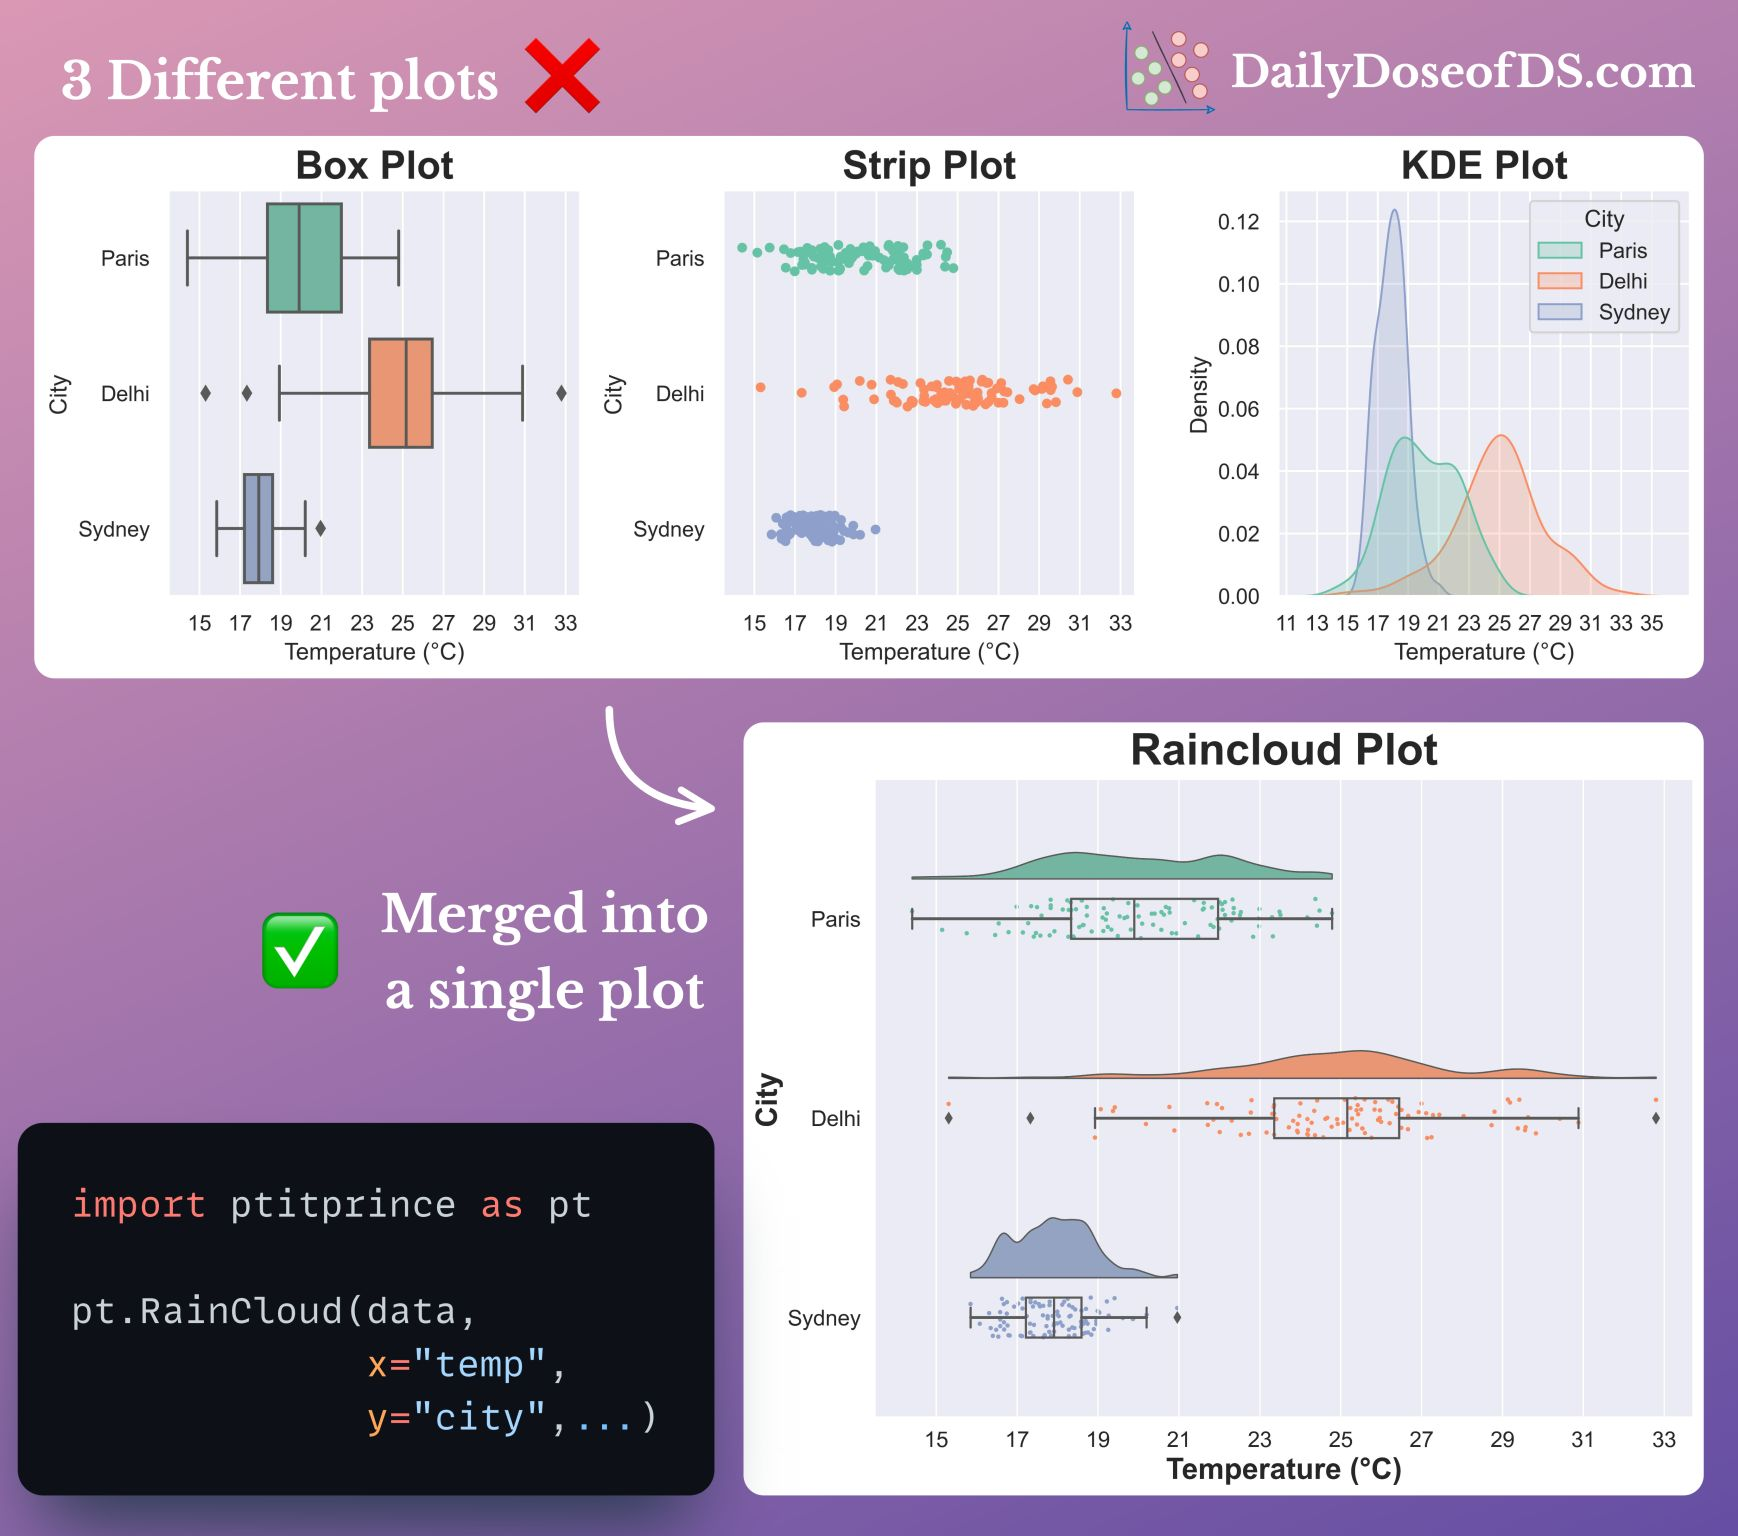 3 Different plots
DailyDoseofDS.com
Box Plot
Paris
Delhi
Sydney
City
15 17 19 21 23 25 27 29 31 33
Temperature (°C)
Strip Plot
Paris
Delhi
Sydney
City
15 17 19 21 23 25 27 29 31 33
Temperature (°C)
KDE Plot
City
Paris
Delhi
Sydney
0.12
0.10
0.08
0.06
0.04
0.02
0.00
Density
11 13 15 17 19 21 23 25 27 29 31 33 35
Temperature (°C)
Merged into
a single plot
import ptitprince as pt
pt.RainCloud(data,
x="temp",
y="city",...)
Raincloud Plot
Paris
Delhi
Sydney
City
15 17 19 21 23 25 27 29 31 33
Temperature (°C)